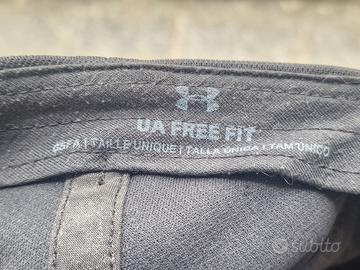 UA FREE FIT
OSFA | TAILLE UNIQUE | TALLA ÚNICA | TAM ÚNICO
subito